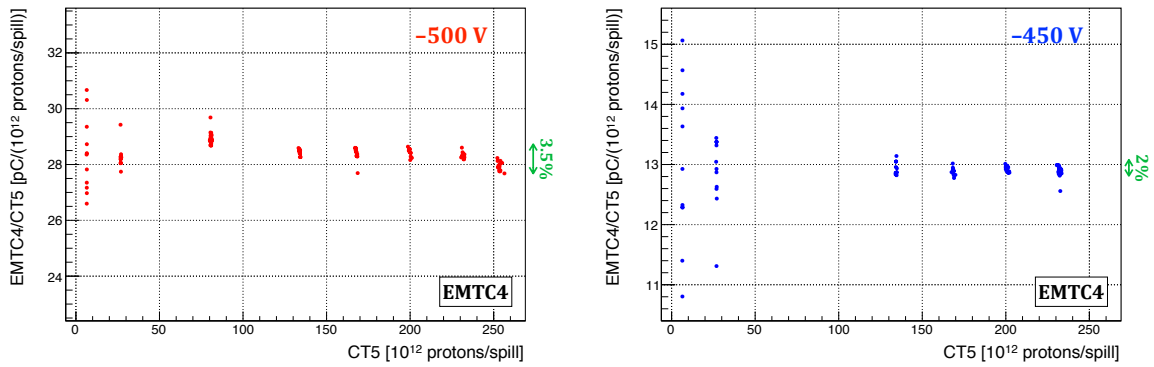 EMTC4/CT5 [pC/(10¹² protons/spill)]
32
30
28
26
24
–500 V
3.5%
EMTC4
0 50 100 150 200 250
CT5 [10¹² protons/spill]
EMTC4/CT5 [pC/(10¹² protons/spill)]
15
14
13
12
11
–450 V
2%
EMTC4
0 50 100 150 200 250
CT5 [10¹² protons/spill]